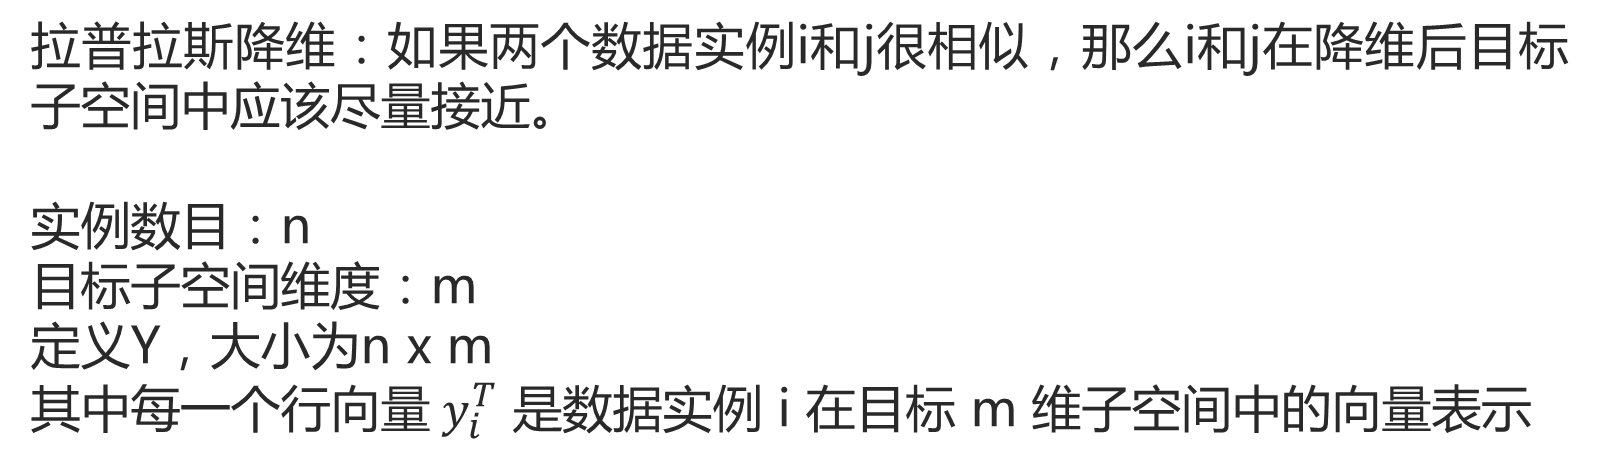 拉普拉斯降维：如果两个数据实例i和j很相似，那么i和j在降维后目标
子空间中应该尽量接近。
实例数目：n
目标子空间维度：m
定义Y，大小为n x m
其中每一个行向量 $y_i^T$ 是数据实例 i 在目标 m 维子空间中的向量表示